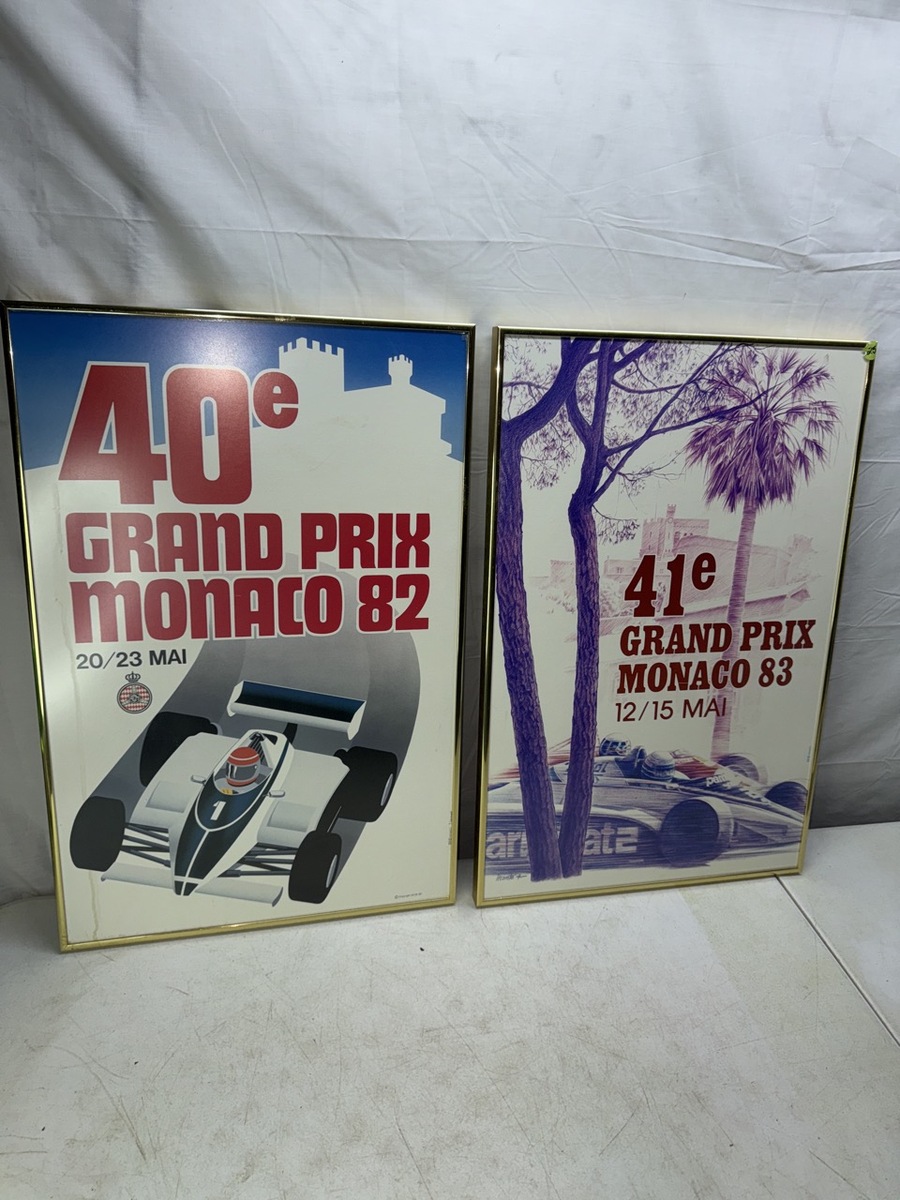 40e
GRAND PRIX
MONACO 82
20/23 MAI
1
41e
GRAND PRIX
MONACO 83
12/15 MAI